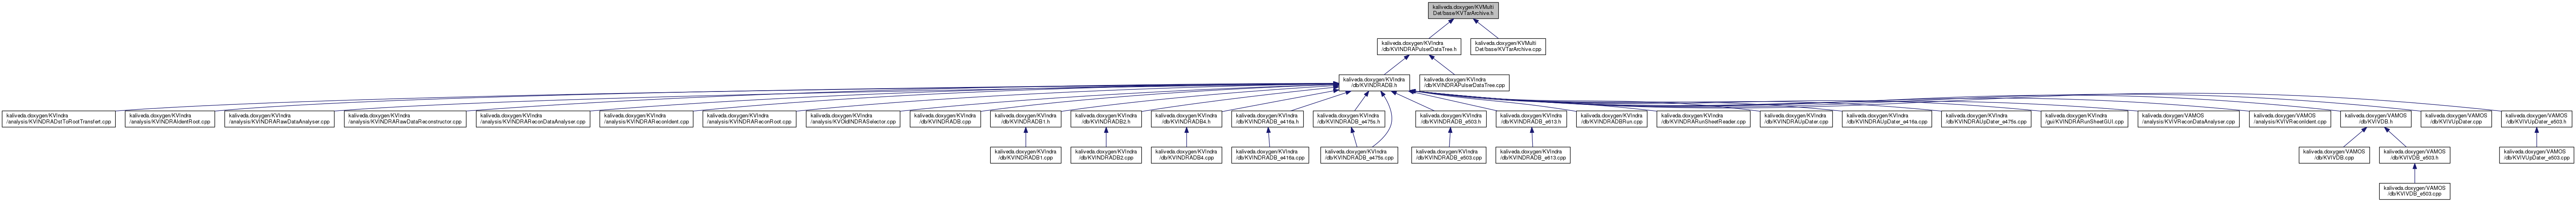 kaliveda.doxygen/KVMulti
Det/base/KVTarArchive.h
kaliveda.doxygen/KVIndra
/db/KVINDRAPulserDataTree.h
kaliveda.doxygen/KVMulti
Det/base/KVTarArchive.cpp
kaliveda.doxygen/KVIndra
/db/KVINDRADB.h
kaliveda.doxygen/KVIndra
/db/KVINDRAPulserDataTree.cpp
kaliveda.doxygen/KVIndra
/analysis/KVINDRADstToRootTransfert.cpp
kaliveda.doxygen/KVIndra
/analysis/KVINDRAIdentRoot.cpp
kaliveda.doxygen/KVIndra
/analysis/KVINDRARawDataAnalyser.cpp
kaliveda.doxygen/KVIndra
/analysis/KVINDRARawDataReconstructor.cpp
kaliveda.doxygen/KVIndra
/analysis/KVINDRAReconDataAnalyser.cpp
kaliveda.doxygen/KVIndra
/analysis/KVINDRAReconIdent.cpp
kaliveda.doxygen/KVIndra
/analysis/KVINDRAReconRoot.cpp
kaliveda.doxygen/KVIndra
/analysis/KVOldINDRASelector.cpp
kaliveda.doxygen/KVIndra
/db/KVINDRADB.cpp
kaliveda.doxygen/KVIndra
/db/KVINDRADB1.h
kaliveda.doxygen/KVIndra
/db/KVINDRADB2.h
kaliveda.doxygen/KVIndra
/db/KVINDRADB4.h
kaliveda.doxygen/KVIndra
/db/KVINDRADB_e416a.h
kaliveda.doxygen/KVIndra
/db/KVINDRADB_e475s.h
kaliveda.doxygen/KVIndra
/db/KVINDRADB_e503.h
kaliveda.doxygen/KVIndra
/db/KVINDRADB_e613.h
kaliveda.doxygen/KVIndra
/db/KVINDRADBRun.cpp
kaliveda.doxygen/KVIndra
/db/KVINDRARunSheetReader.cpp
kaliveda.doxygen/KVIndra
/db/KVINDRAUpDater.cpp
kaliveda.doxygen/KVIndra
/db/KVINDRAUpDater_e416a.cpp
kaliveda.doxygen/KVIndra
/db/KVINDRAUpDater_e475s.cpp
kaliveda.doxygen/KVIndra
/gui/KVINDRARunSheetGUI.cpp
kaliveda.doxygen/VAMOS
/analysis/KVIVReconDataAnalyser.cpp
kaliveda.doxygen/VAMOS
/analysis/KVIVReconIdent.cpp
kaliveda.doxygen/VAMOS
/db/KVIVDB.h
kaliveda.doxygen/VAMOS
/db/KVIVUpDater.cpp
kaliveda.doxygen/VAMOS
/db/KVIVUpDater_e503.h
kaliveda.doxygen/KVIndra
/db/KVINDRADB1.cpp
kaliveda.doxygen/KVIndra
/db/KVINDRADB2.cpp
kaliveda.doxygen/KVIndra
/db/KVINDRADB4.cpp
kaliveda.doxygen/KVIndra
/db/KVINDRADB_e416a.cpp
kaliveda.doxygen/KVIndra
/db/KVINDRADB_e475s.cpp
kaliveda.doxygen/KVIndra
/db/KVINDRADB_e503.cpp
kaliveda.doxygen/KVIndra
/db/KVINDRADB_e613.cpp
kaliveda.doxygen/VAMOS
/db/KVIVDB.cpp
kaliveda.doxygen/VAMOS
/db/KVIVDB_e503.h
kaliveda.doxygen/VAMOS
/db/KVIVUpDater_e503.cpp
kaliveda.doxygen/VAMOS
/db/KVIVDB_e503.cpp